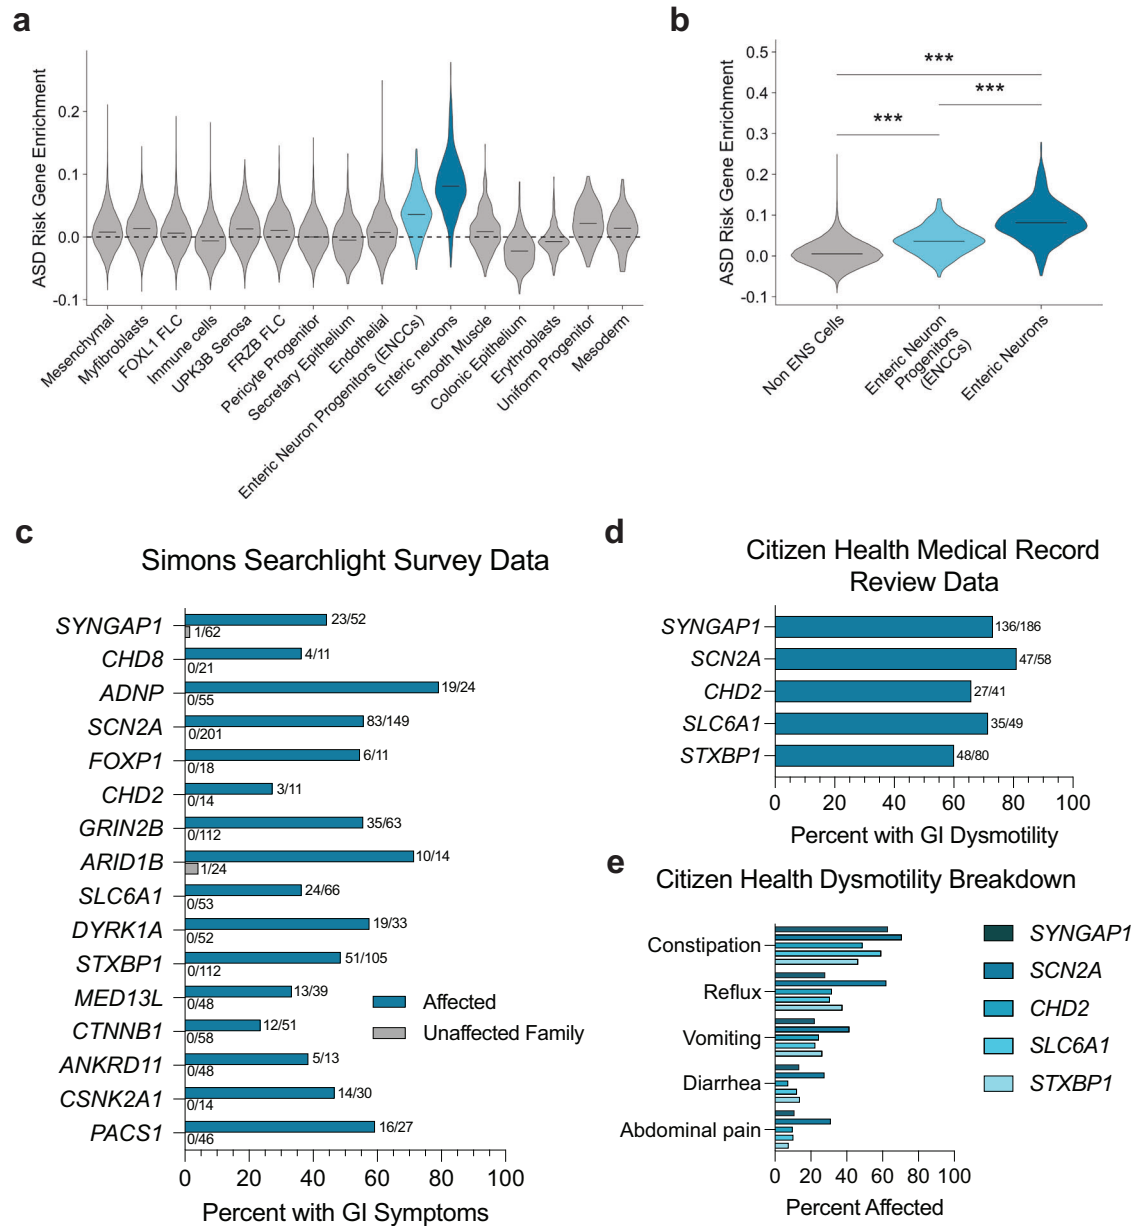 a
ASD Risk Gene Enrichment
0.2
0.1
0.0
-0.1
Mesenchymal
Myfibroblasts
FOXL1 FLC
Immune cells
UPK3B Serosa
FRZB FLC
Pericyte Progenitor
Secretary Epithelium
Endothelial
Enteric Neuron Progenitors (ENCCs)
Enteric neurons
Smooth Muscle
Colonic Epithelium
Erythroblasts
Uniform Progenitor
Mesoderm
b
ASD Risk Gene Enrichment
0.5
0.4
0.3
0.2
0.1
0.0
-0.1
***
***
***
Non ENS Cells
Enteric Neuron
Progenitors
(ENCCs)
Enteric Neurons
c
Simons Searchlight Survey Data
SYNGAP1
23/52
1/62
CHD8
4/11
0/21
ADNP
19/24
0/55
SCN2A
83/149
0/201
FOXP1
6/11
0/18
CHD2
3/11
0/14
GRIN2B
35/63
0/112
ARID1B
10/14
1/24
SLC6A1
24/66
0/53
DYRK1A
19/33
0/52
STXBP1
51/105
0/112
MED13L
13/39
0/48
CTNNB1
12/51
0/58
ANKRD11
5/13
0/48
CSNK2A1
14/30
0/14
PACS1
16/27
0/46
Affected
Unaffected Family
0 20 40 60 80 100
Percent with GI Symptoms
d
Citizen Health Medical Record
Review Data
SYNGAP1
136/186
SCN2A
47/58
CHD2
27/41
SLC6A1
35/49
STXBP1
48/80
0 20 40 60 80 100
Percent with GI Dysmotility
e
Citizen Health Dysmotility Breakdown
Constipation
Reflux
Vomiting
Diarrhea
Abdominal pain
0 20 40 60 80 100
Percent Affected
SYNGAP1
SCN2A
CHD2
SLC6A1
STXBP1